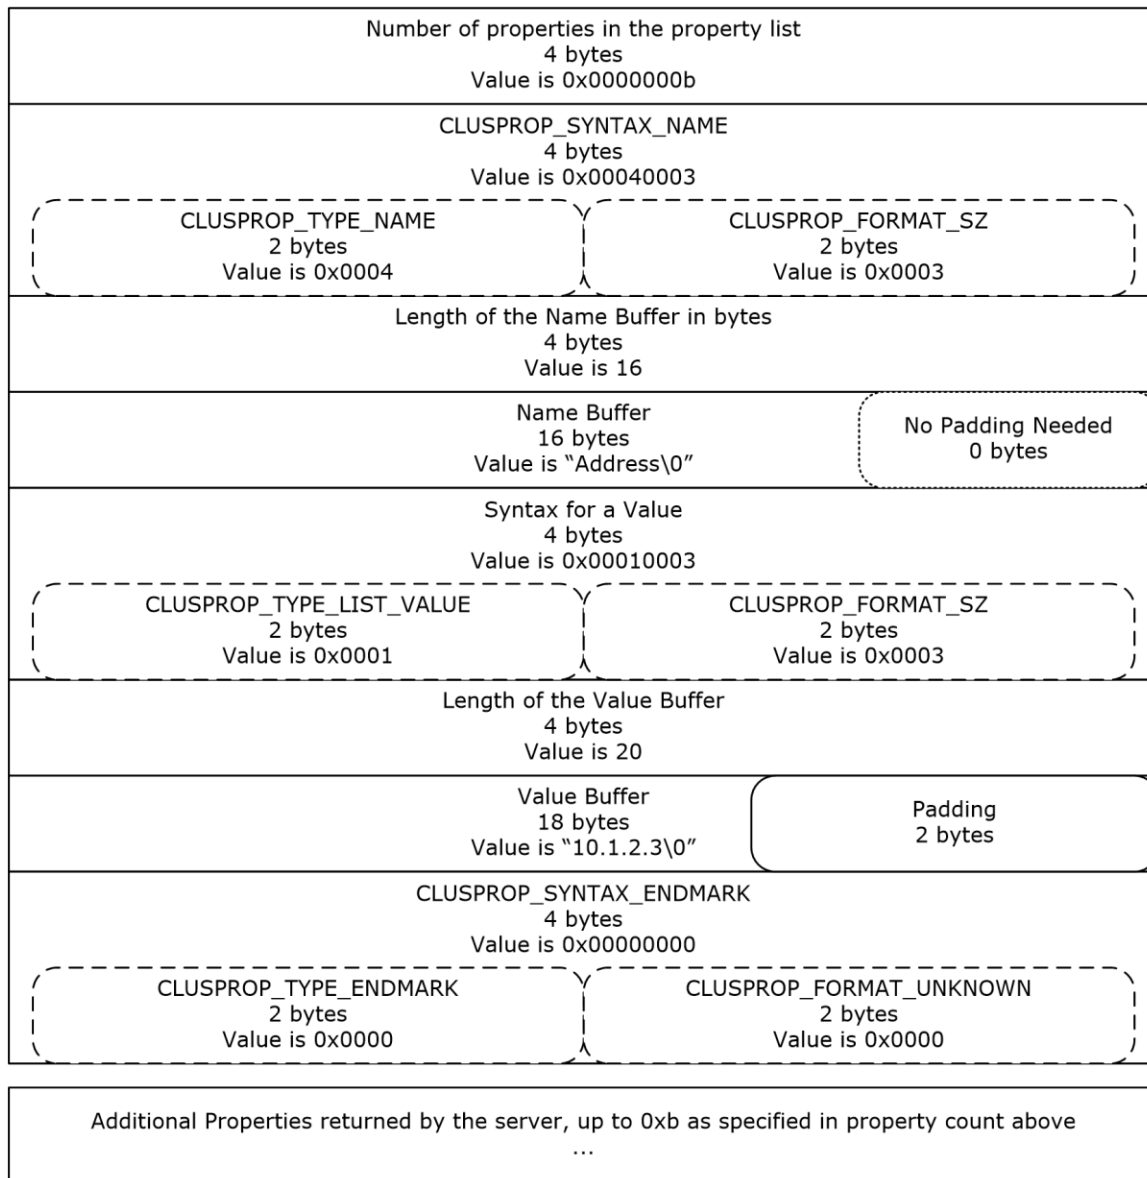 Number of properties in the property list
4 bytes
Value is 0x0000000b
CLUSPROP_SYNTAX_NAME
4 bytes
Value is 0x00040003
CLUSPROP_TYPE_NAME
2 bytes
Value is 0x0004
CLUSPROP_FORMAT_SZ
2 bytes
Value is 0x0003
Length of the Name Buffer in bytes
4 bytes
Value is 16
Name Buffer
16 bytes
Value is “Address\0”
No Padding Needed
0 bytes
Syntax for a Value
4 bytes
Value is 0x00010003
CLUSPROP_TYPE_LIST_VALUE
2 bytes
Value is 0x0001
CLUSPROP_FORMAT_SZ
2 bytes
Value is 0x0003
Length of the Value Buffer
4 bytes
Value is 20
Value Buffer
18 bytes
Value is “10.1.2.3\0”
Padding
2 bytes
CLUSPROP_SYNTAX_ENDMARK
4 bytes
Value is 0x00000000
CLUSPROP_TYPE_ENDMARK
2 bytes
Value is 0x0000
CLUSPROP_FORMAT_UNKNOWN
2 bytes
Value is 0x0000
Additional Properties returned by the server, up to 0xb as specified in property count above
...